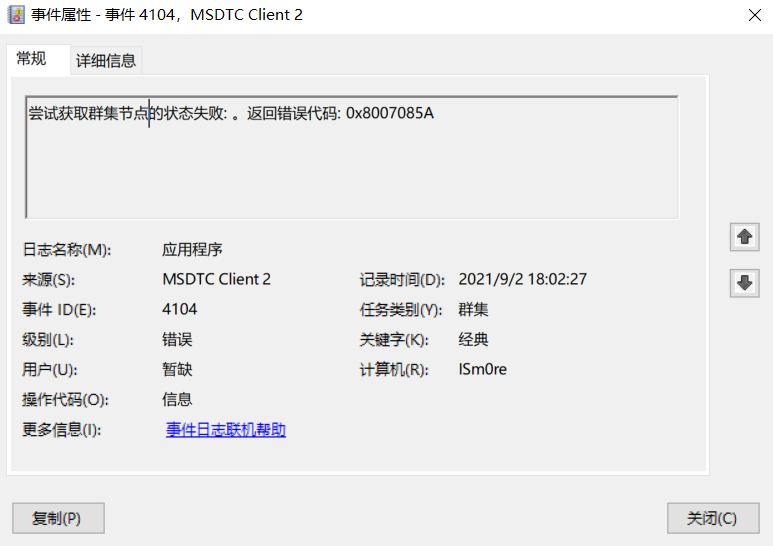 事件属性 - 事件 4104，MSDTC Client 2
常规 详细信息
尝试获取群集节点的状态失败: 。返回错误代码: 0x8007085A
日志名称(M): 应用程序
来源(S): MSDTC Client 2 记录时间(D): 2021/9/2 18:02:27
事件 ID(E): 4104 任务类别(Y): 群集
级别(L): 错误 关键字(K): 经典
用户(U): 暂缺 计算机(R): ISm0re
操作代码(O): 信息
更多信息(I): 事件日志联机帮助
复制(P) 关闭(C)